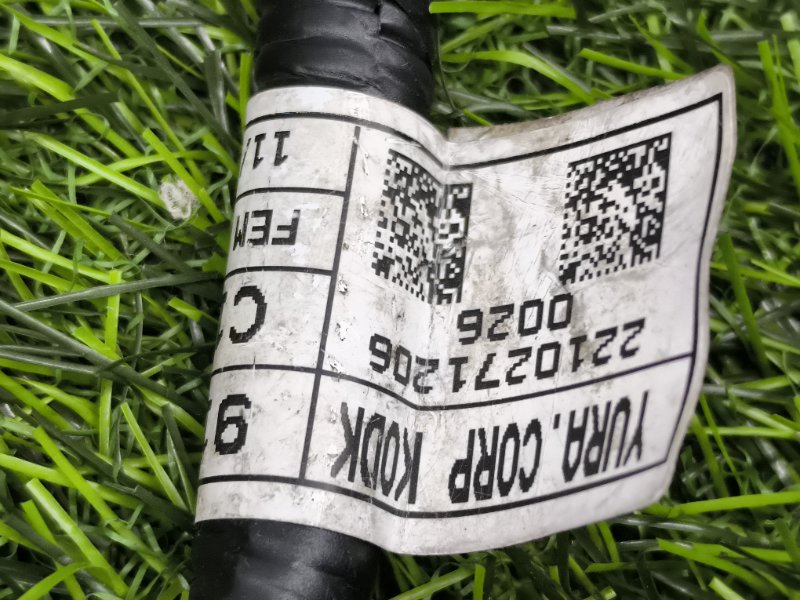 YURA. CORP KODK
2210271206
0026
FEM